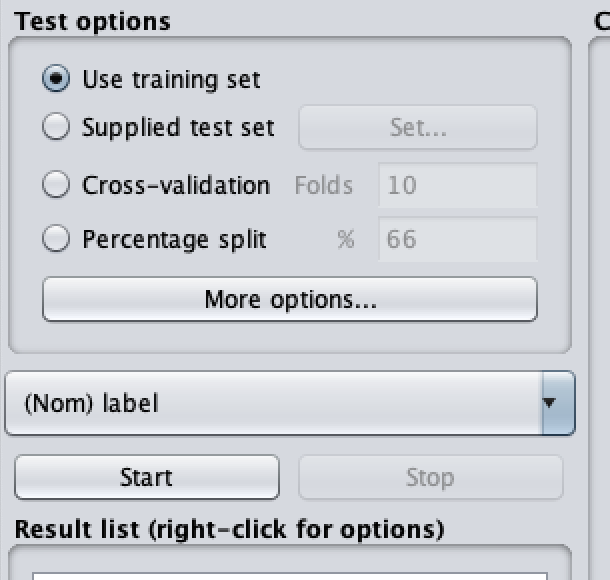 Test options
Use training set
Supplied test set Set...
Cross-validation Folds 10
Percentage split % 66
More options...
(Nom) label
Start Stop
Result list (right-click for options)